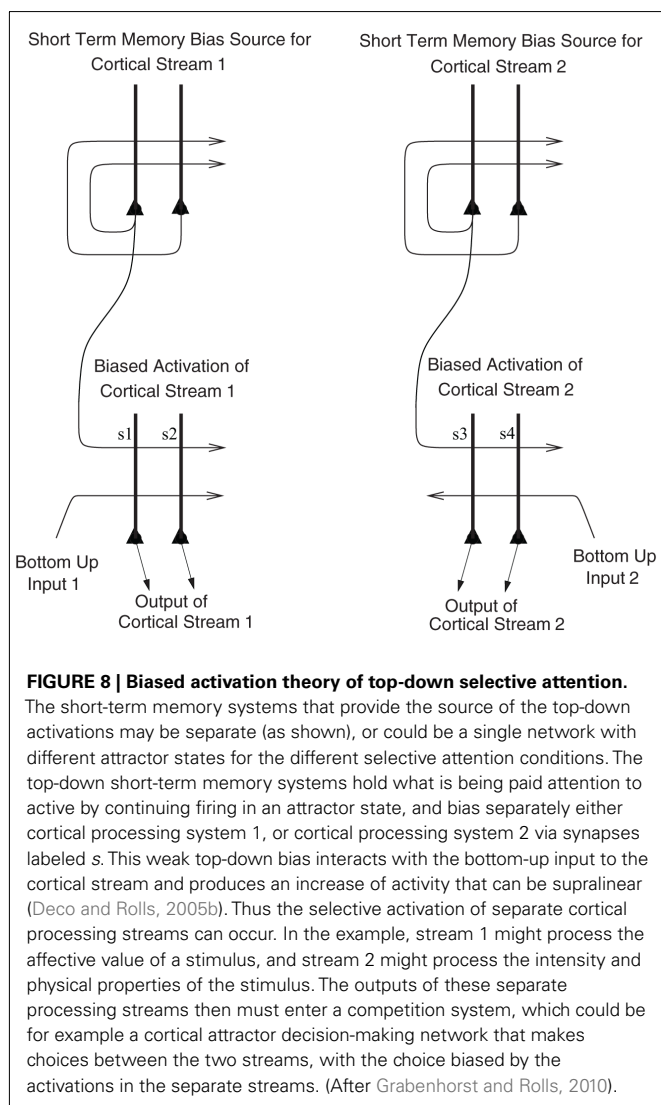 Short Term Memory Bias Source for
Cortical Stream 1
Short Term Memory Bias Source for
Cortical Stream 2
Biased Activation of
Cortical Stream 1
Biased Activation of
Cortical Stream 2
s1 s2
s3 s4
Bottom Up
Input 1
Output of
Cortical Stream 1
Output of
Cortical Stream 2
Bottom Up
Input 2
FIGURE 8 | Biased activation theory of top-down selective attention.
The short-term memory systems that provide the source of the top-down
activations may be separate (as shown), or could be a single network with
different attractor states for the different selective attention conditions. The
top-down short-term memory systems hold what is being paid attention to
active by continuing firing in an attractor state, and bias separately either
cortical processing system 1, or cortical processing system 2 via synapses
labeled s. This weak top-down bias interacts with the bottom-up input to the
cortical stream and produces an increase of activity that can be supralinear
(Deco and Rolls, 2005b). Thus the selective activation of separate cortical
processing streams can occur. In the example, stream 1 might process the
affective value of a stimulus, and stream 2 might process the intensity and
physical properties of the stimulus. The outputs of these separate
processing streams then must enter a competition system, which could be
for example a cortical attractor decision-making network that makes
choices between the two streams, with the choice biased by the
activations in the separate streams. (After Grabenhorst and Rolls, 2010).